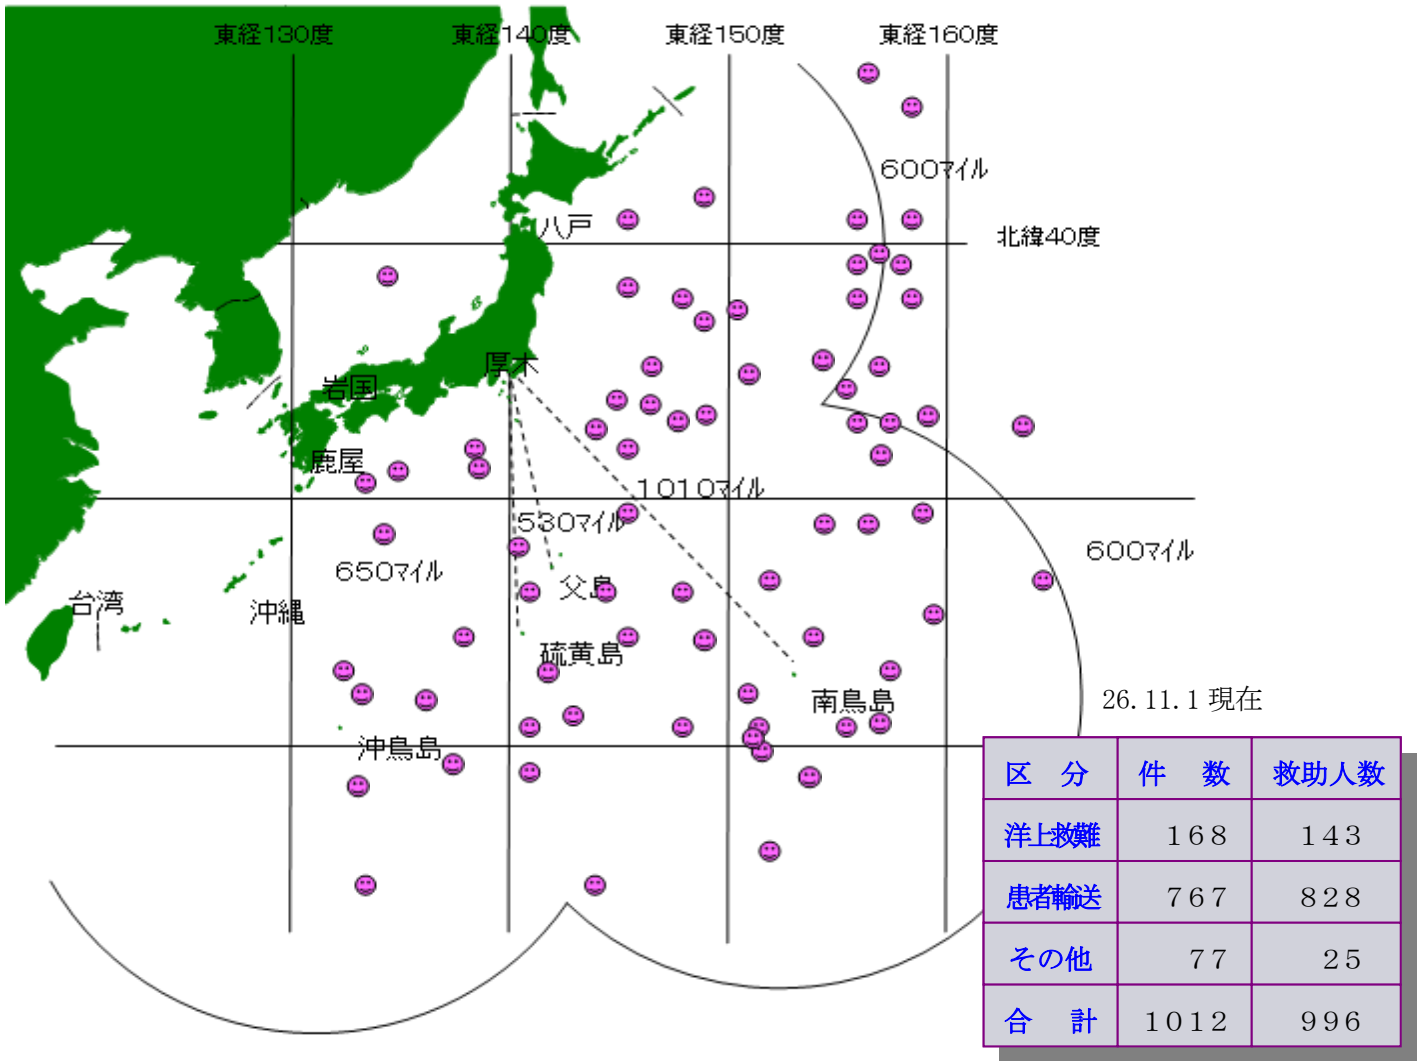 東経130度 東経140度 東経150度 東経160度
600マイル
八戸
北緯40度
厚木
岩国
鹿屋
1010マイル
530マイル
600マイル
650マイル
台湾
沖縄
父島
硫黄島
南鳥島
26.11.1 現在
沖鳥島
区 分 件 数 救助人数
洋上救難 168 143
患者輸送 767 828
その他 77 25
合 計 1012 996